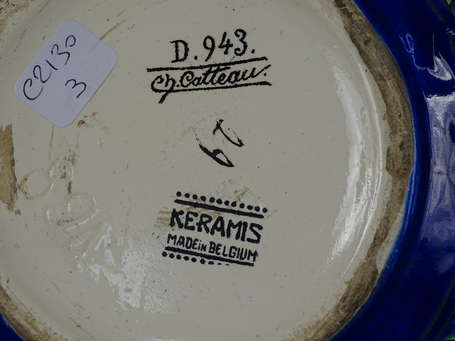 C2130
3
D.943.
Ch. Catteau.
KERAMIS
MADE in BELGIUM